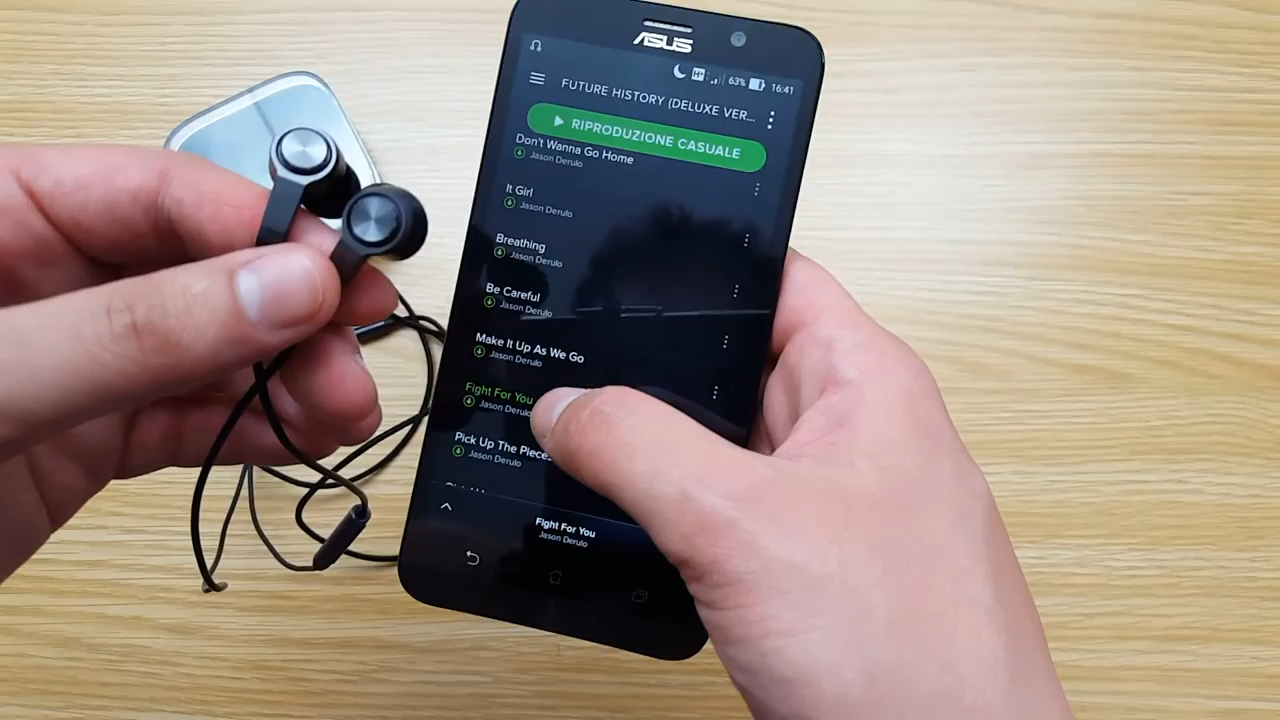 ASUS
63% 16:41
FUTURE HISTORY (DELUXE VER...
RIPRODUZIONE CASUALE
Don't Wanna Go Home
Jason Derulo
It Girl
Jason Derulo
Breathing
Jason Derulo
Be Careful
Jason Derulo
Make It Up As We Go
Jason Derulo
Fight For You
Jason Derulo
Pick Up The Pieces
Jason Derulo
Fight For You
Jason Derulo